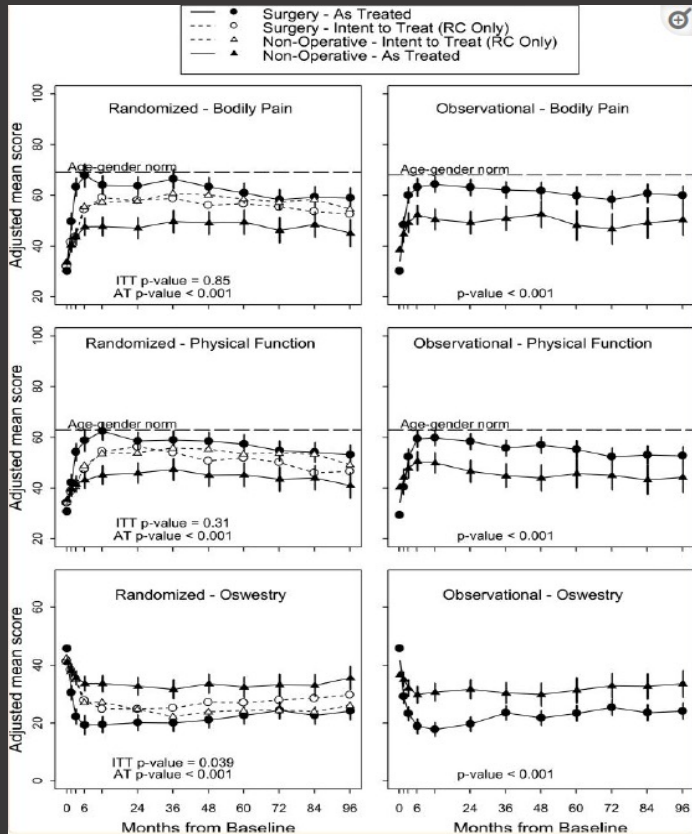 Surgery - As Treated
Surgery - Intent to Treat (RC Only)
Non-Operative - Intent to Treat (RC Only)
Non-Operative - As Treated
Randomized - Bodily Pain
Age-gender norm
ITT p-value = 0.85
AT p-value < 0.001
Adjusted mean score
100
80
60
40
20
Observational - Bodily Pain
Age-gender norm
p-value < 0.001
Randomized - Physical Function
Age-gender norm
ITT p-value = 0.31
AT p-value < 0.001
Adjusted mean score
100
80
60
40
20
Observational - Physical Function
Age-gender norm
p-value < 0.001
Randomized - Oswestry
ITT p-value = 0.039
AT p-value < 0.001
Adjusted mean score
60
40
20
0
Observational - Oswestry
p-value < 0.001
0 6 24 36 48 60 72 84 96
0 6 24 36 48 60 72 84 96
Months from Baseline
Months from Baseline